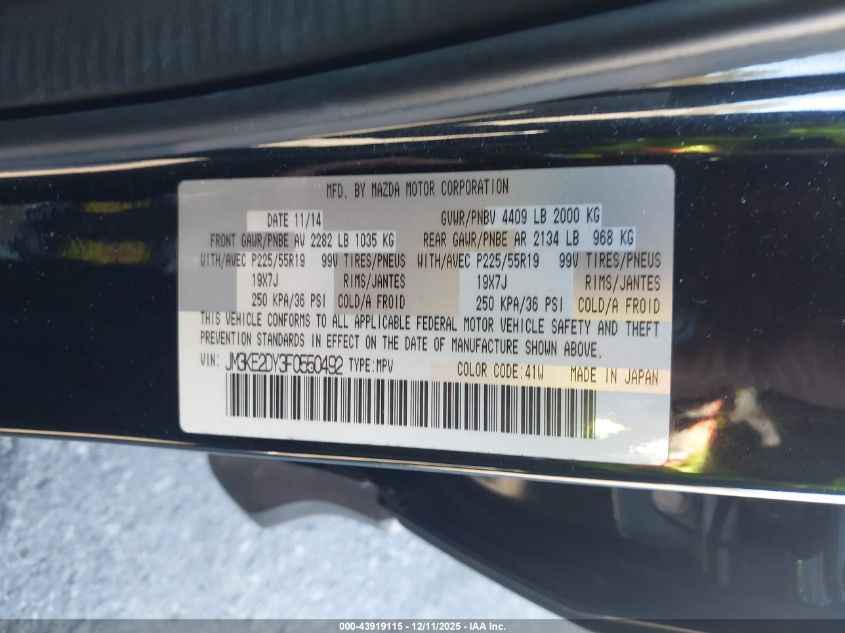 MFD. BY MAZDA MOTOR CORPORATION
DATE 11/14 GVWR/PNBV 4409 LB 2000 KG
FRONT GAWR/PNBE AV 2282 LB 1035 KG REAR GAWR/PNBE AR 2134 LB 968 KG
WITH/AVEC P225/55R19 99V TIRES/PNEUS WITH/AVEC P225/55R19 99V TIRES/PNEUS
19X7J RIMS/JANTES 19X7J RIMS/JANTES
250 KPA/36 PSI COLD/A FROID 250 KPA/36 PSI COLD/A FROID
THIS VEHICLE CONFORMS TO ALL APPLICABLE FEDERAL MOTOR VEHICLE SAFETY AND THEFT
PREVENTION STANDARDS IN EFFECT ON THE DATE OF MANUFACTURE SHOWN ABOVE.
VIN: JM3KE2DY3F0550492 TYPE:MPV COLOR CODE:41W MADE IN JAPAN
000-43919115 - 12/11/2025 - IAA Inc.